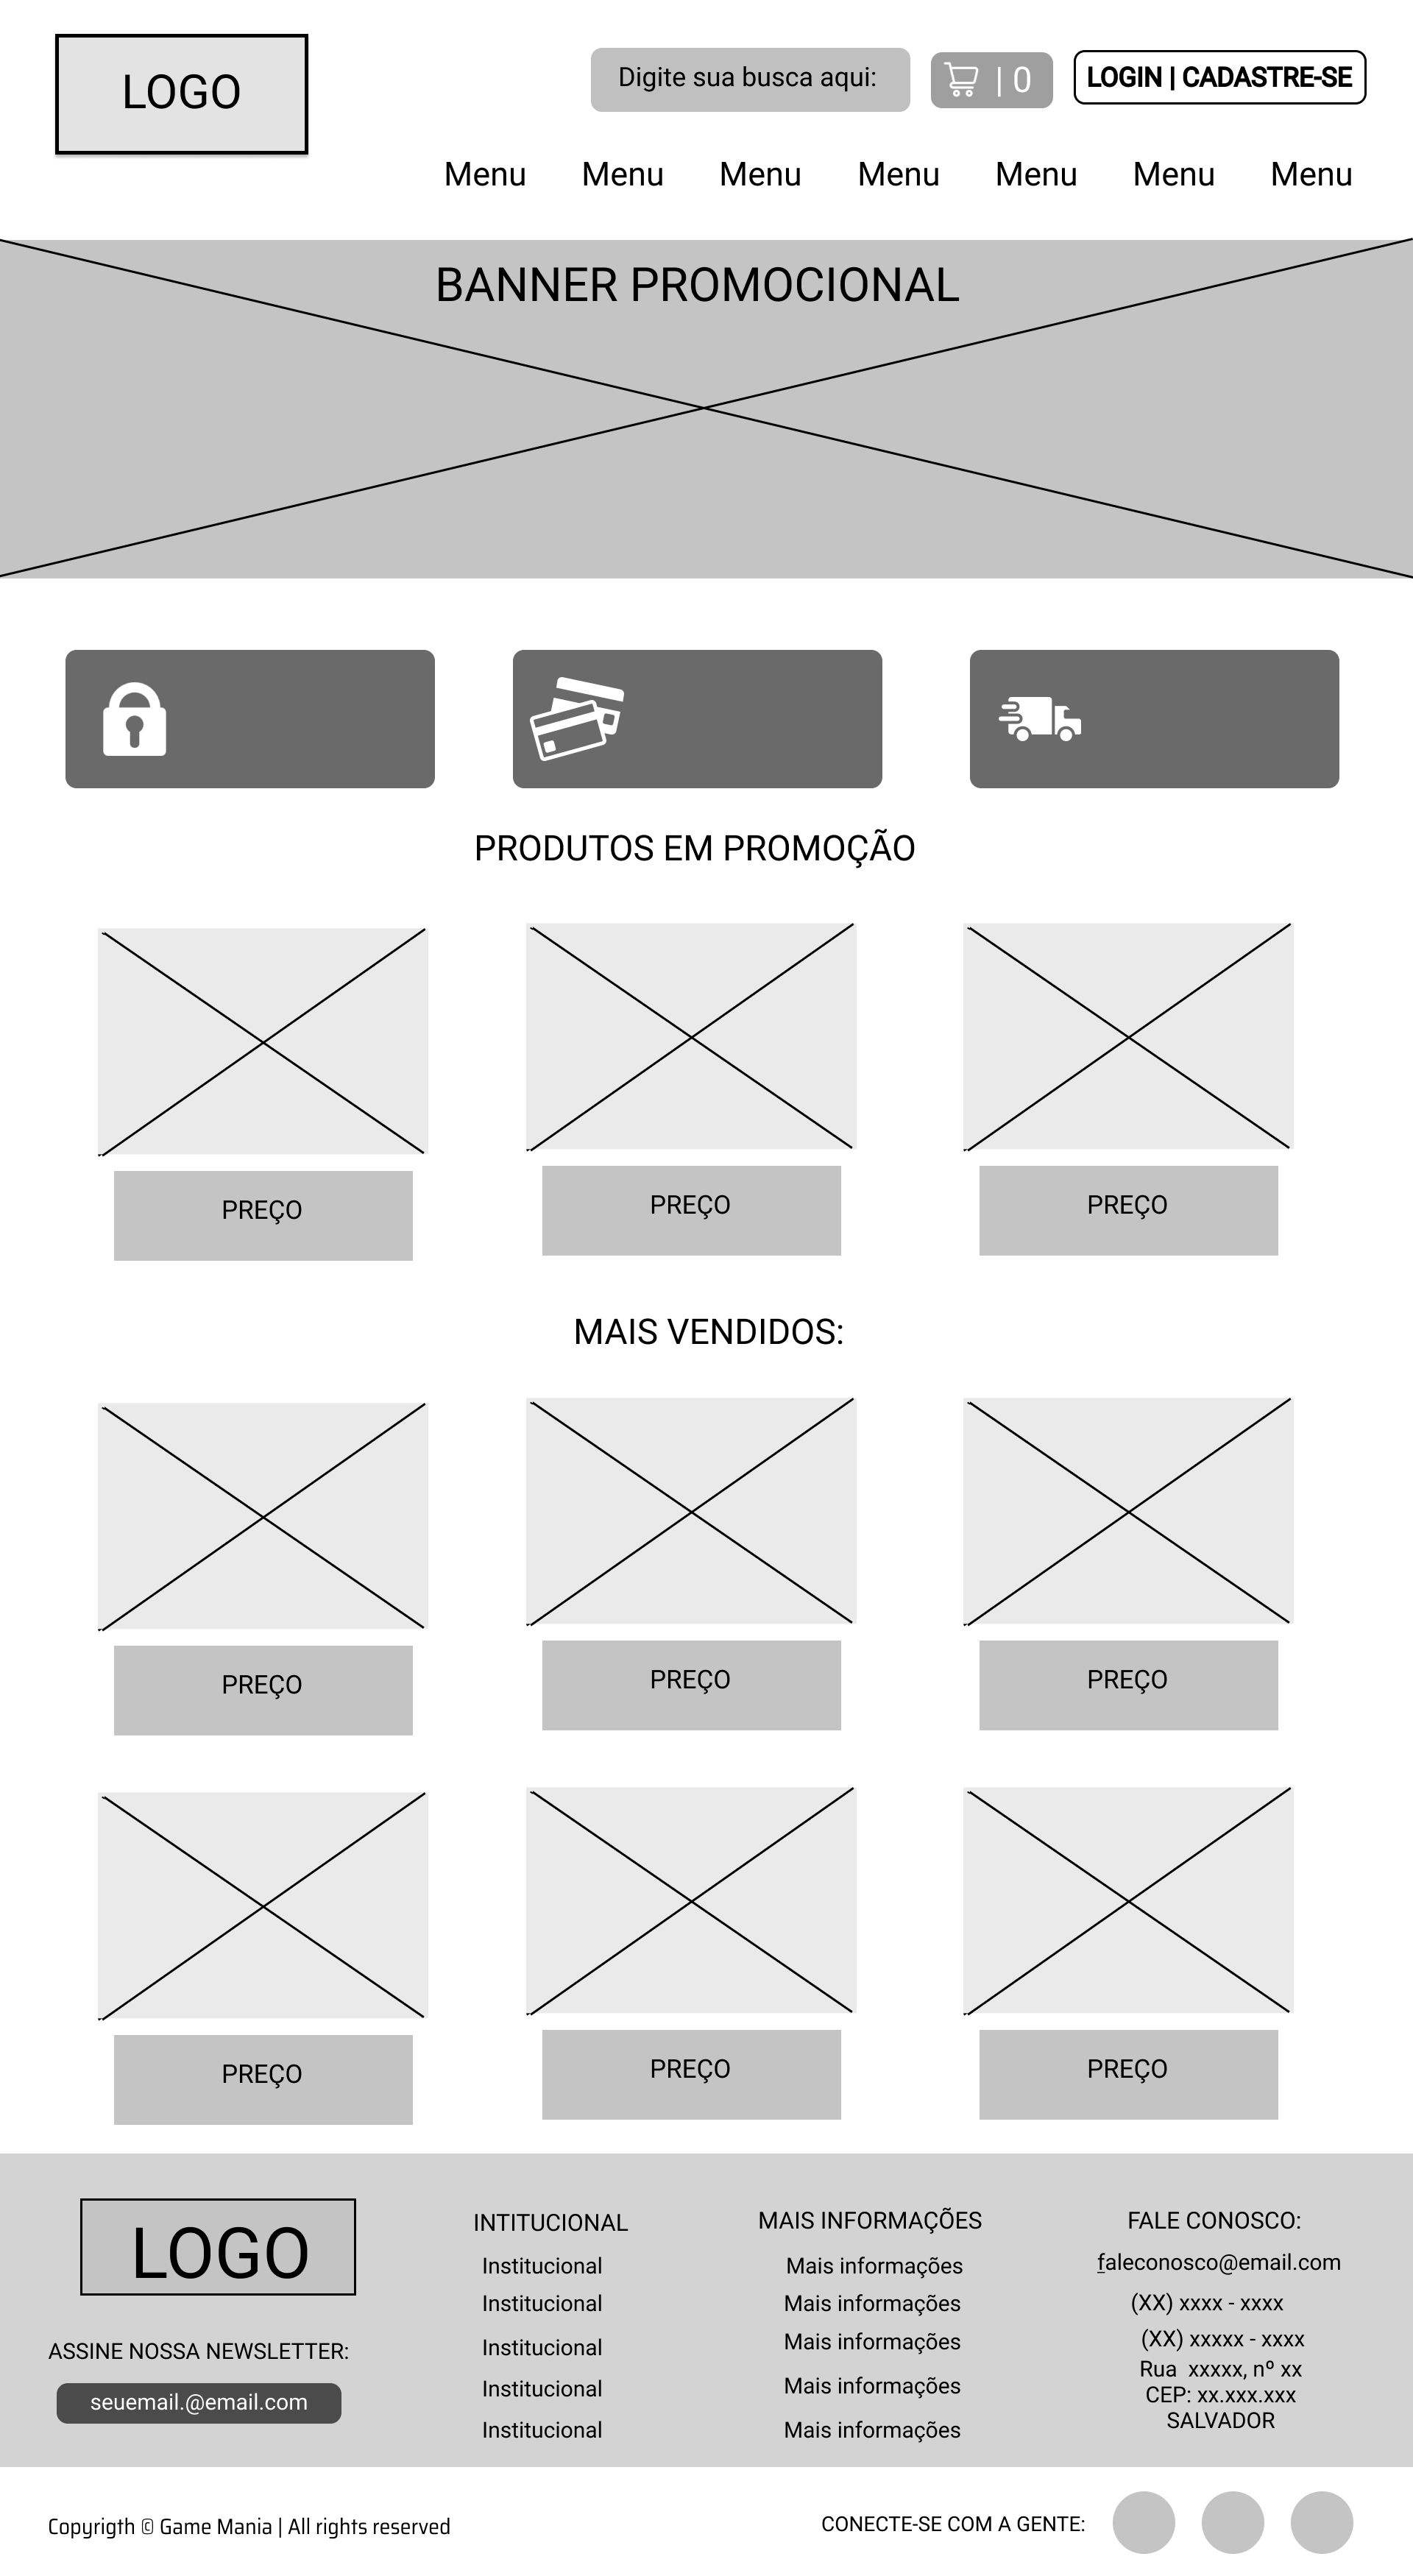 LOGO
Digite sua busca aqui:
| 0
LOGIN | CADASTRE-SE
Menu Menu Menu Menu Menu Menu Menu
BANNER PROMOCIONAL
PRODUTOS EM PROMOÇÃO
PREÇO PREÇO PREÇO
MAIS VENDIDOS:
PREÇO PREÇO PREÇO
PREÇO PREÇO PREÇO
LOGO
ASSINE NOSSA NEWSLETTER:
seuemail.@email.com
INTITUCIONAL
Institucional
Institucional
Institucional
Institucional
Institucional
MAIS INFORMAÇÕES
Mais informações
Mais informações
Mais informações
Mais informações
Mais informações
FALE CONOSCO:
faleconosco@email.com
(XX) xxxx - xxxx
(XX) xxxxx - xxxx
Rua xxxxx, nº xx
CEP: xx.xxx.xxx
SALVADOR
Copyrigth © Game Mania | All rights reserved
CONECTE-SE COM A GENTE: